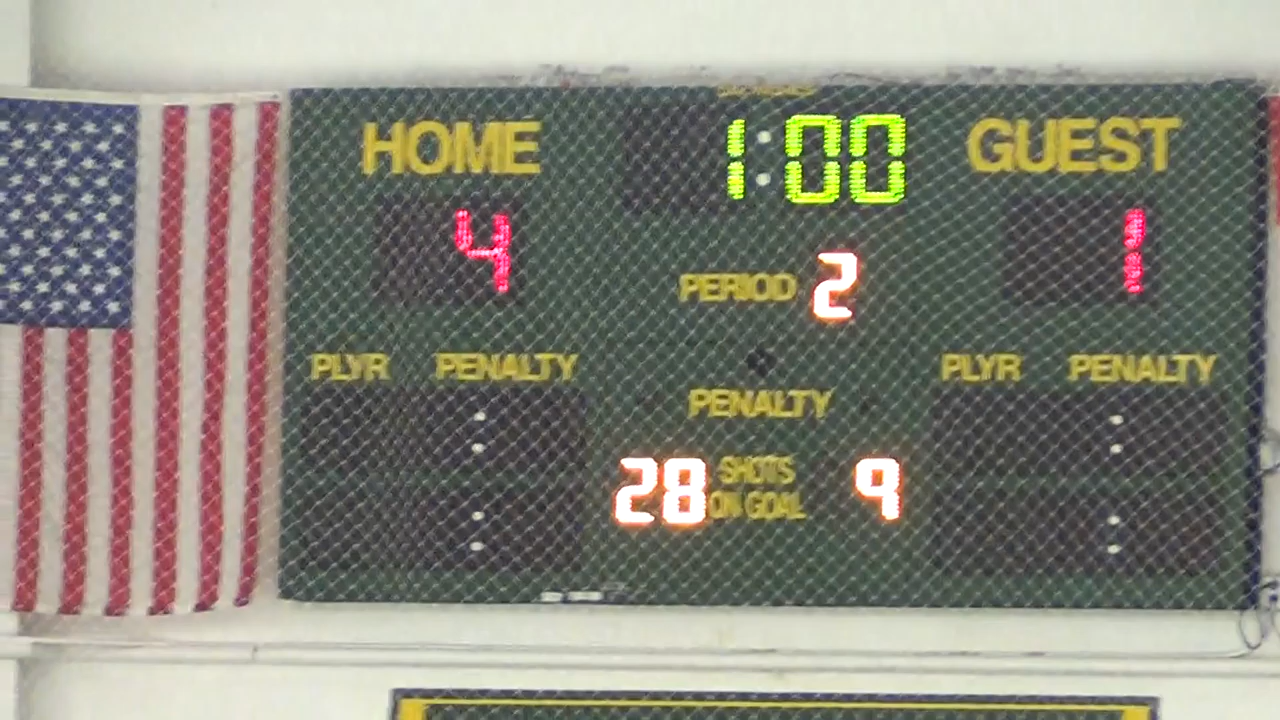 HOME 1:00 GUEST
4 1
PERIOD 2
PLYR PENALTY PLYR PENALTY
PENALTY
: :
28 SHOTS ON GOAL 9
: :